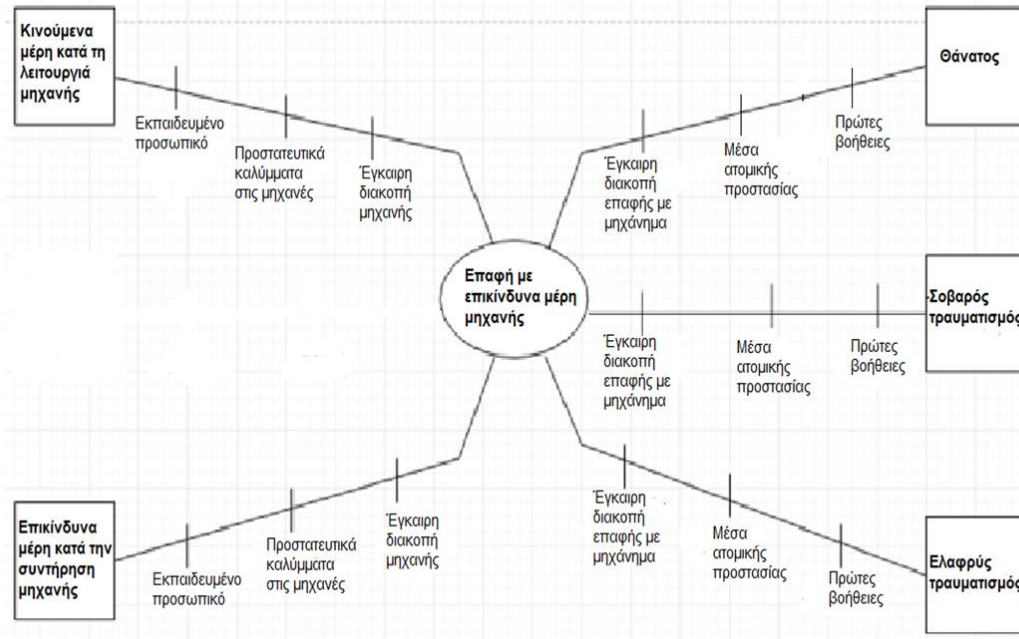 Κινούμενα
μέρη κατά τη
λειτουργιά
μηχανής
Εκπαιδευμένο
προσωπικό
Προστατευτικά
καλύμματα
στις μηχανές
Έγκαιρη
διακοπή
μηχανής
Θάνατος
Πρώτες
βοήθειες
Μέσα
ατομικής
προστασίας
Έγκαιρη
διακοπή
επαφής με
μηχάνημα
Επαφή με
επικίνδυνα μέρη
μηχανής
Σοβαρός
τραυματισμός
Έγκαιρη
διακοπή
επαφής με
μηχάνημα
Μέσα
ατομικής
προστασίας
Πρώτες
βοήθειες
Επικίνδυνα
μέρη κατά την
συντήρηση
μηχανής
Εκπαιδευμένο
προσωπικό
Προστατευτικά
καλύμματα
στις μηχανές
Έγκαιρη
διακοπή
μηχανής
Έγκαιρη
διακοπή
επαφής με
μηχάνημα
Μέσα
ατομικής
προστασίας
Πρώτες
βοήθειες
Ελαφρύς
τραυματισμός